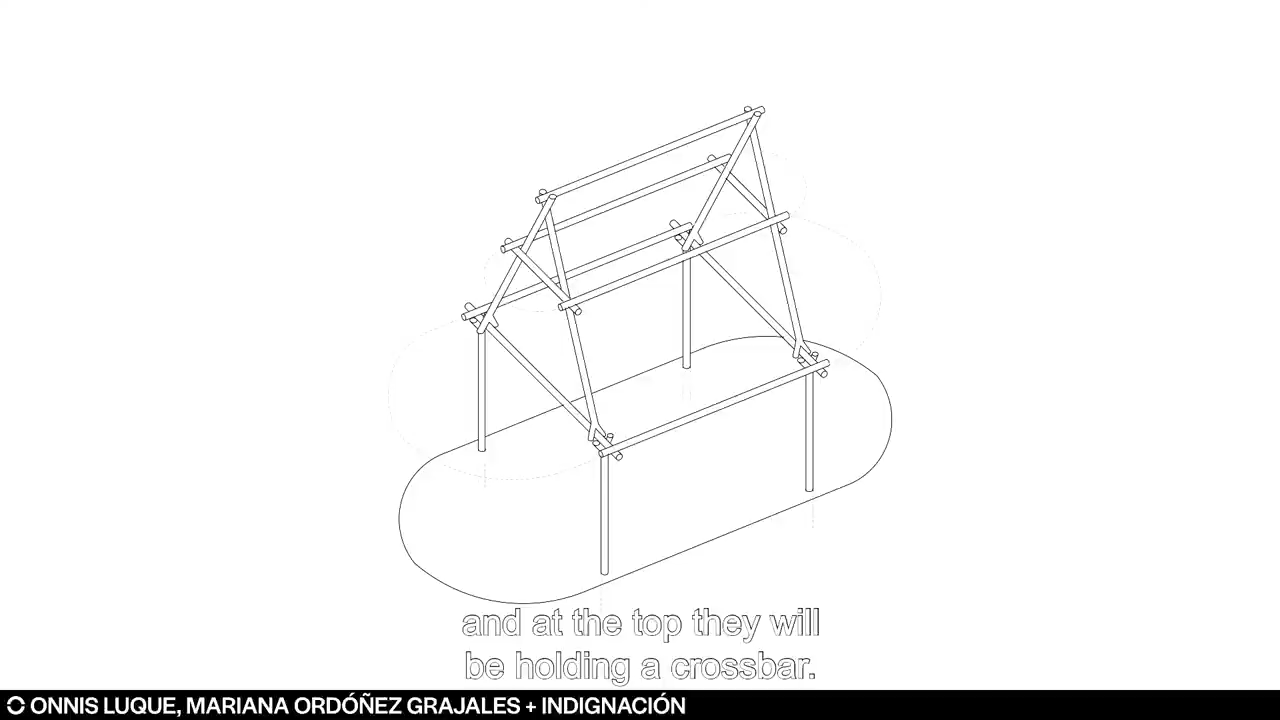 and at the top they will
be holding a crossbar.
ONNIS LUQUE, MARIANA ORDÓÑEZ GRAJALES + INDIGNACIÓN